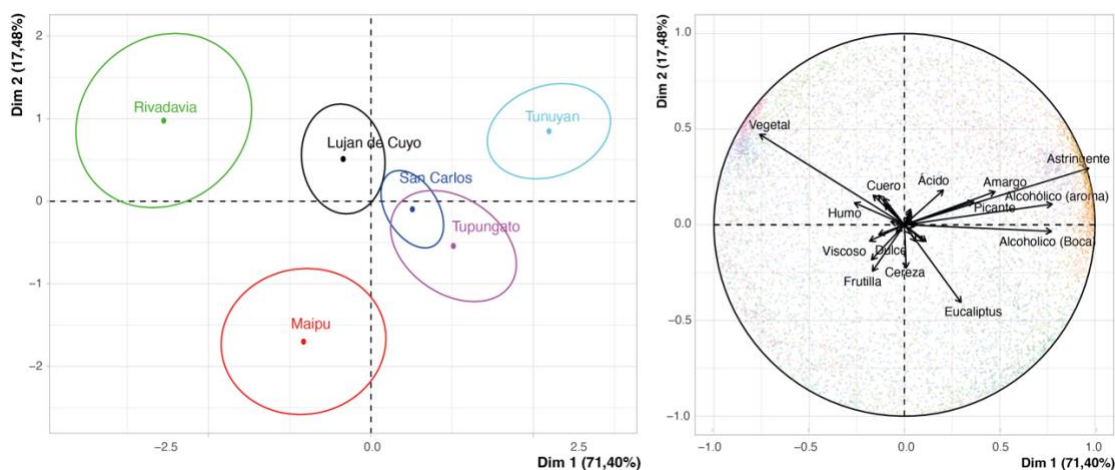 Dim 2 (17,48%)
2
1
0
−1
−2
Rivadavia
Lujan de Cuyo
Tunuyan
San Carlos
Tupungato
Maipu
−2.5
0.0
2.5
Dim 1 (71,40%)
Dim 2 (17,48%)
1.0
0.5
0.0
−0.5
−1.0
Vegetal
Astringente
Cuero
Ácido
Amargo
Alcohólico (aroma)
Humo
Picante
Alcoholico (Boca)
Viscoso
Dulce
Cereza
Frutilla
Eucaliptus
−1.0
−0.5
0.0
0.5
1.0
Dim 1 (71,40%)